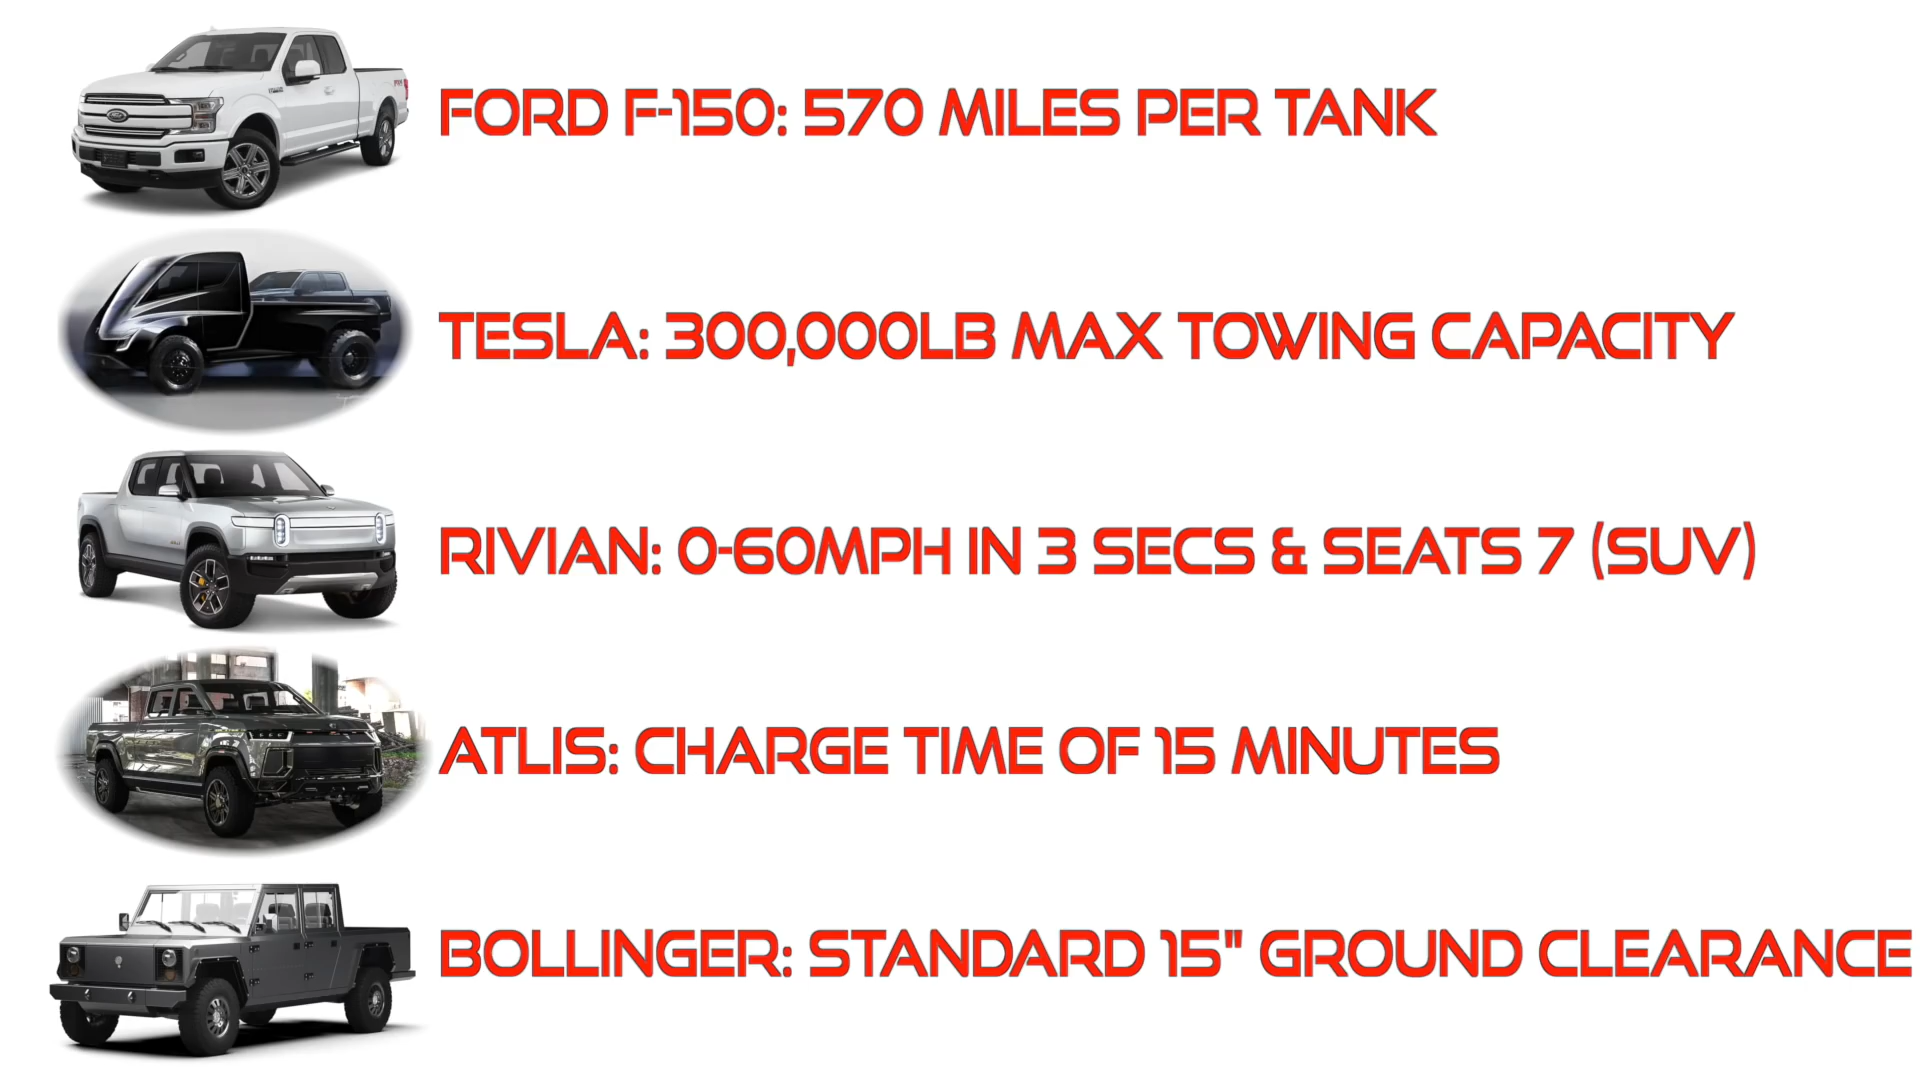 FORD F-150: 570 MILES PER TANK
TESLA: 300,000LB MAX TOWING CAPACITY
RIVIAN: 0-60MPH IN 3 SECS & SEATS 7 (SUV)
ATLIS: CHARGE TIME OF 15 MINUTES
BOLLINGER: STANDARD 15" GROUND CLEARANCE